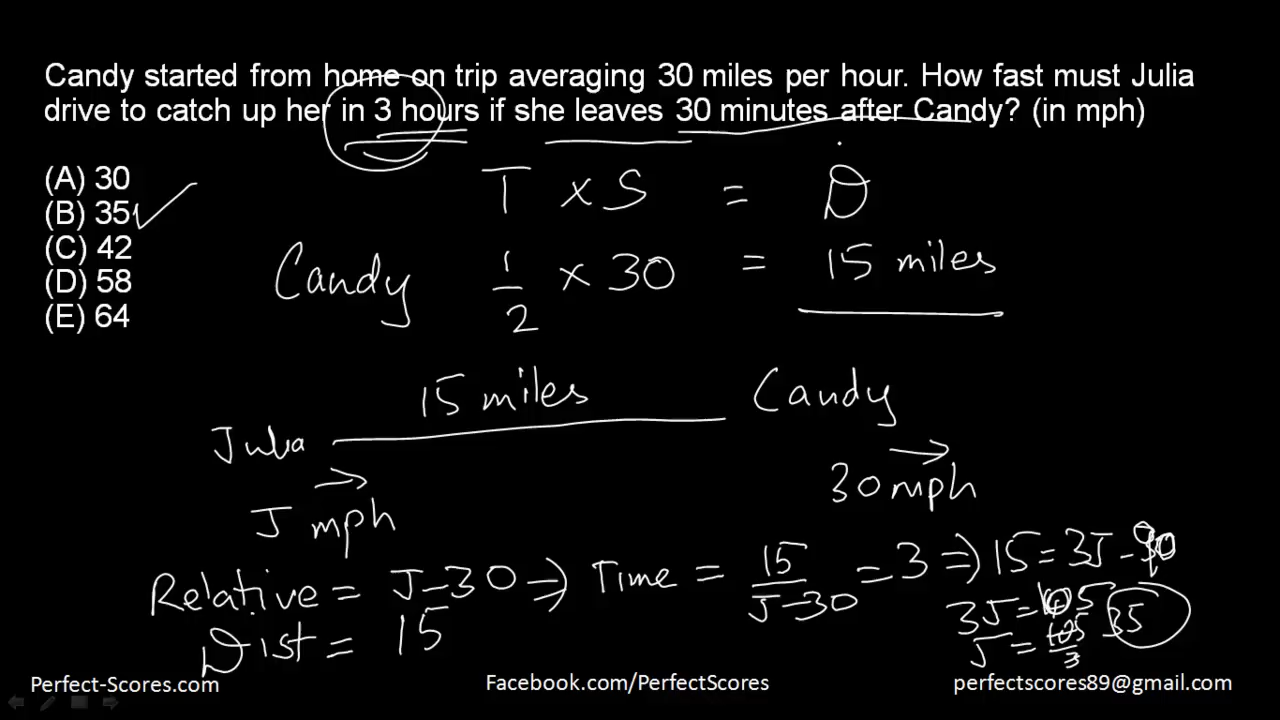 Candy started from home on trip averaging 30 miles per hour. How fast must Julia
drive to catch up her in 3 hours if she leaves 30 minutes after Candy? (in mph)
(A) 30
(B) 35
(C) 42
(D) 58
(E) 64
T x S = D
Candy 1/2 x 30 = 15 miles
15 miles
Candy
Julia
30 mph
J mph
Relative = J-30 => Time = 15/J-30 = 3 => 15 = 3J - 90
Dist = 15
3J = 105
J = 105/3 35
Perfect-Scores.com
Facebook.com/PerfectScores
perfectscores89@gmail.com